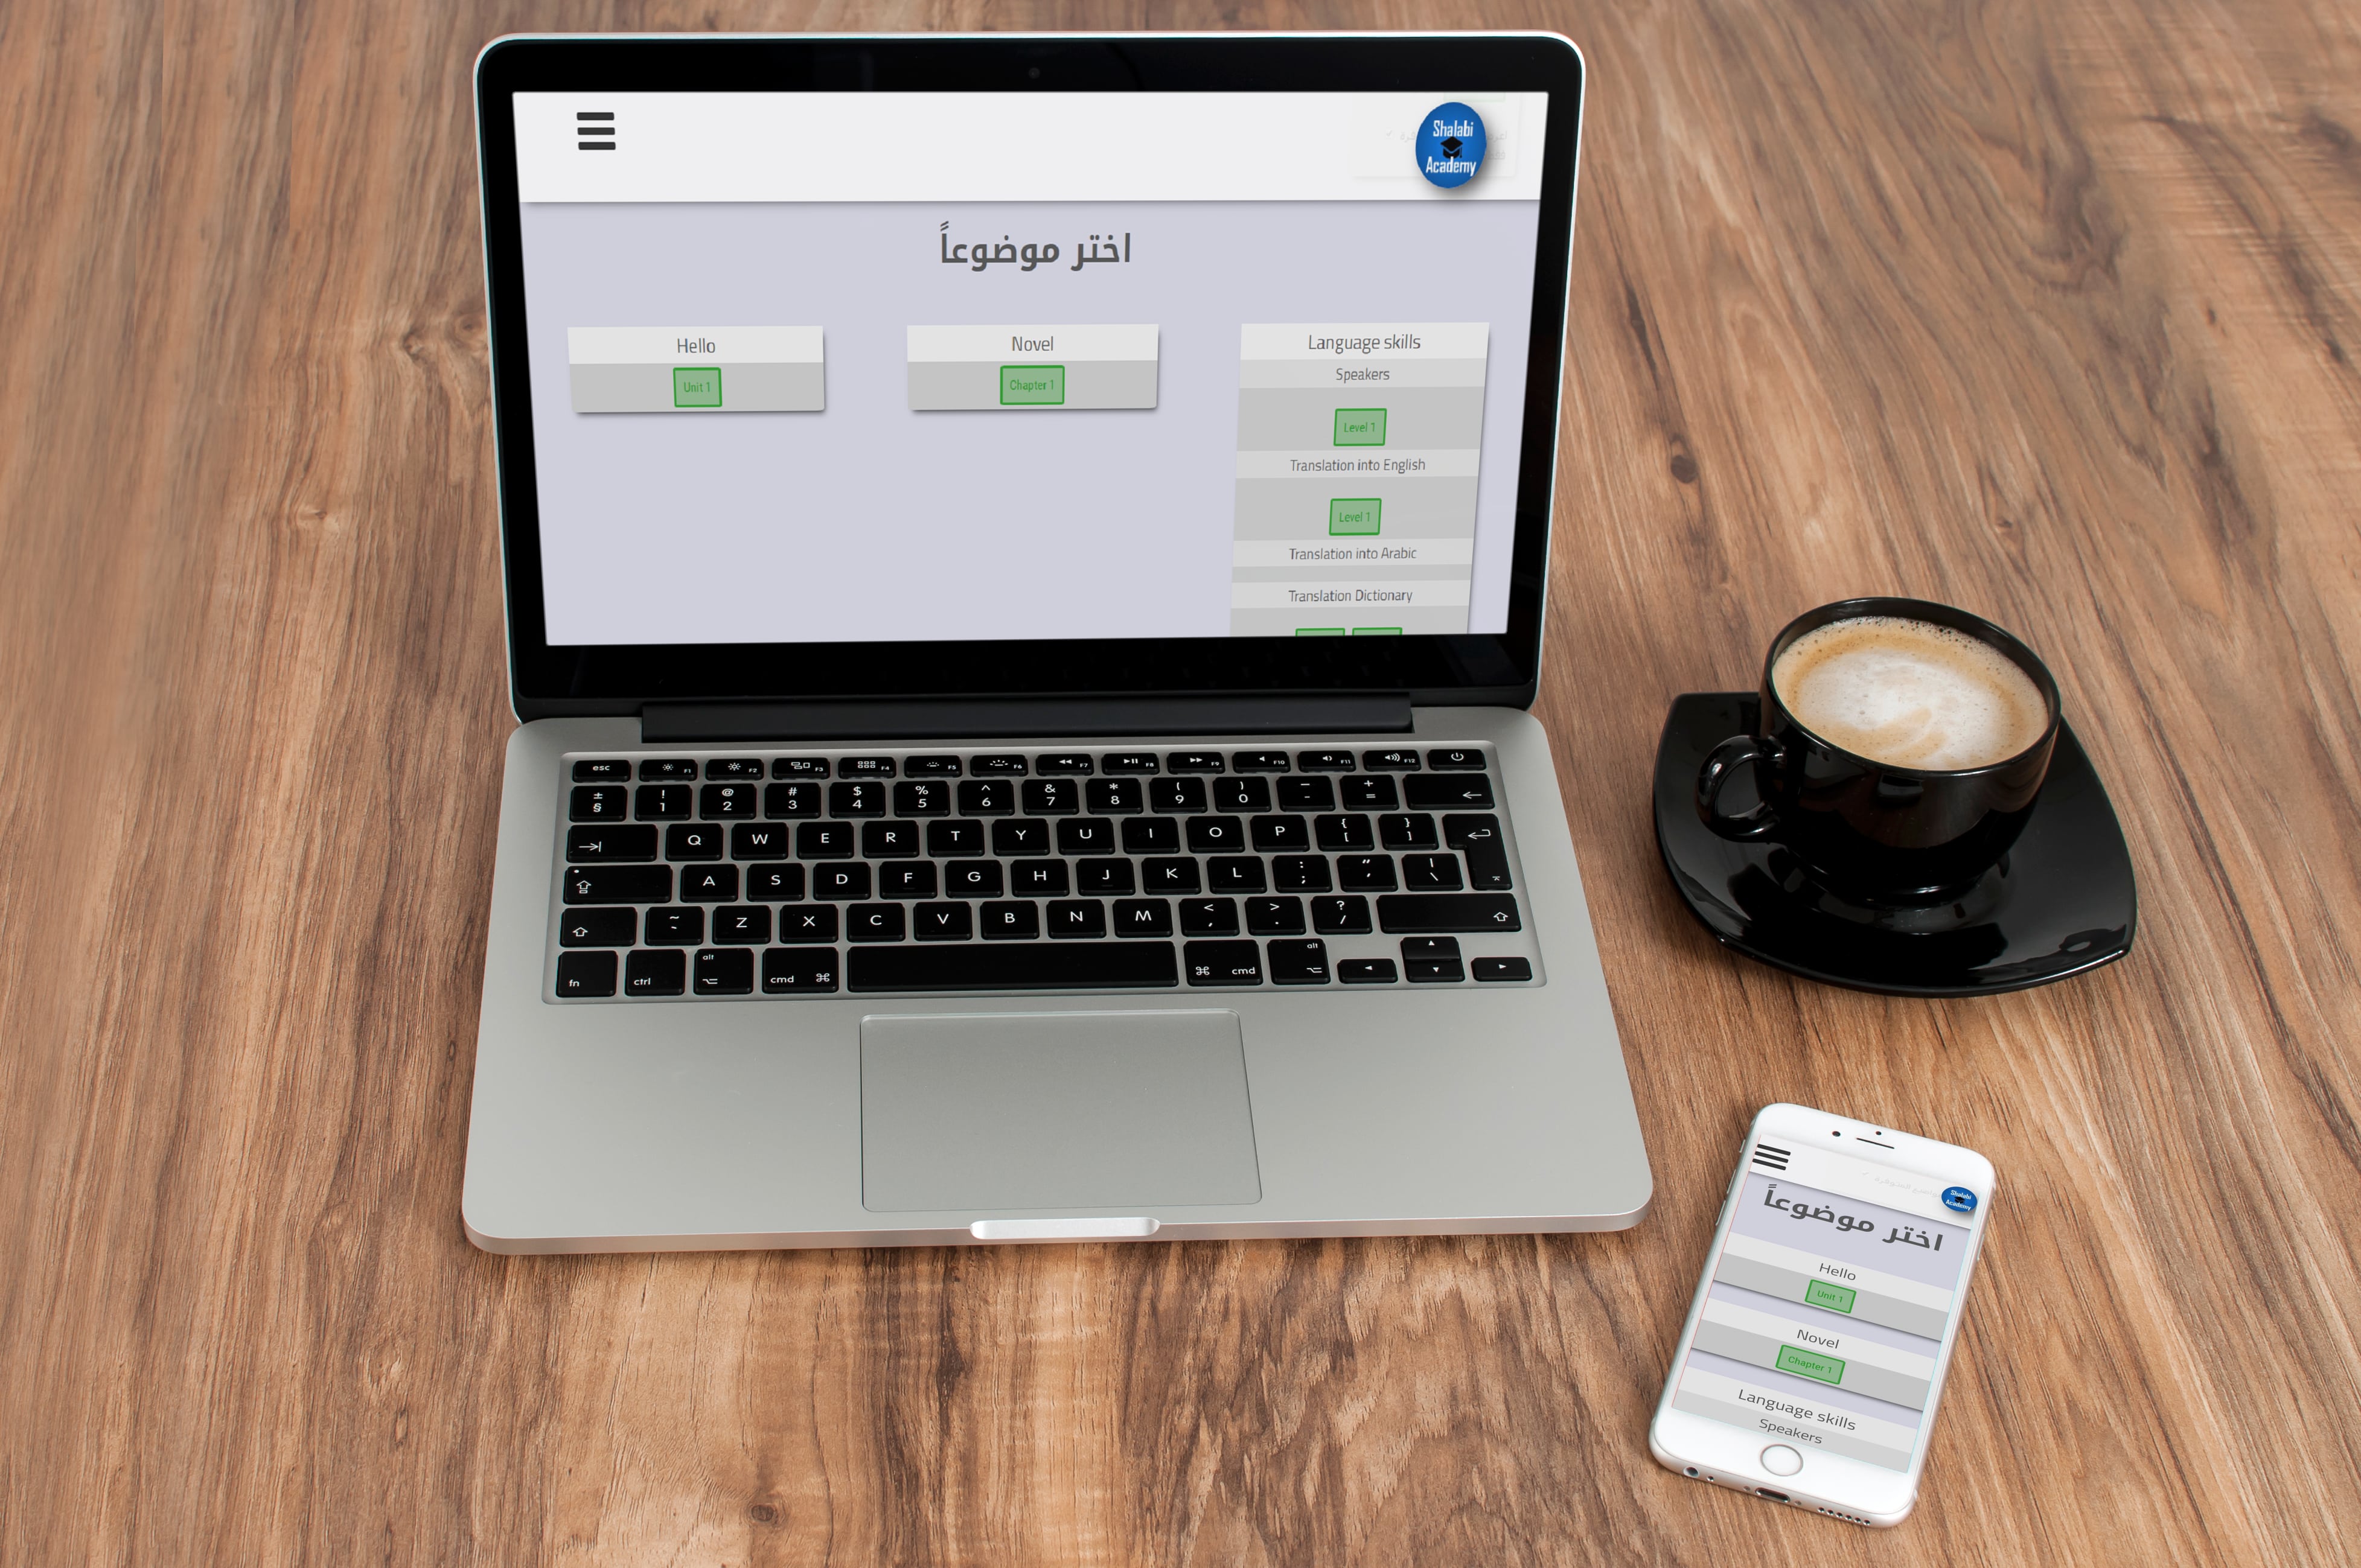 Shalabi
Academy
اختر موضوعاً
Hello
Unit 1
Novel
Chapter 1
Language skills
Speakers
Level 1
Translation into English
Level 1
Translation into Arabic
Translation Dictionary
esc
F1
F2
F3
F4
F5
F6
F7
F8
F9
F10
F11
F12
± ! @ # $ % ^ & * ( ) — +
§ 1 2 3 4 5 6 7 8 9 0 - =
Q W E R T Y U I O P { [ } ]
A S D F G H J K L : ; " ' | \
~ Z X C V B N M < , > . ? /
fn ctrl alt cmd ⌘ ⌘ cmd alt
Shalabi
Academy
اختر موضوعاً
Hello
Unit 1
Novel
Chapter 1
Language skills
Speakers